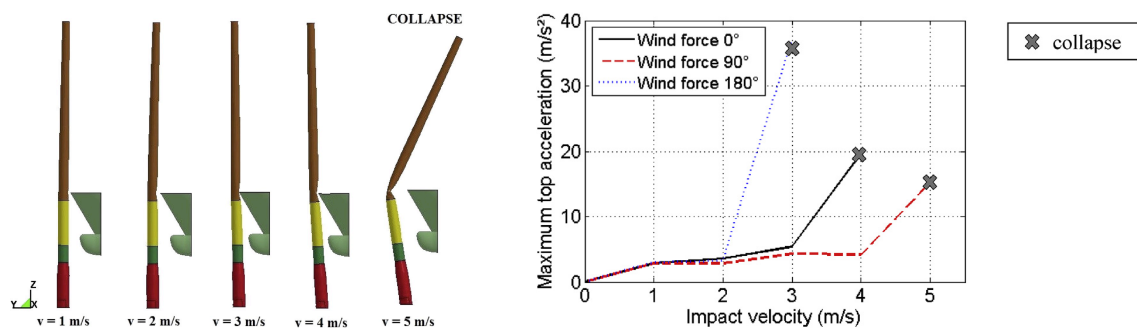 COLLAPSE
Z
Y X
v = 1 m/s v = 2 m/s v = 3 m/s v = 4 m/s v = 5 m/s
Maximum top acceleration (m/s²)
40
30
20
10
0
Wind force 0°
Wind force 90°
Wind force 180°
0 1 2 3 4 5
Impact velocity (m/s)
collapse